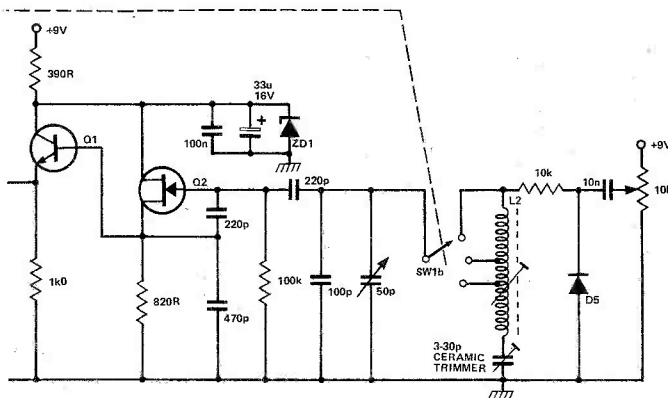 +9V
390R
33u
16V
+
Q1
100n
ZD1
+9V
Q2
220p
10k
10n
220p
L2
SW1b
1k0
820R
470p
100k
100p
50p
D5
3-30p
CERAMIC
TRIMMER